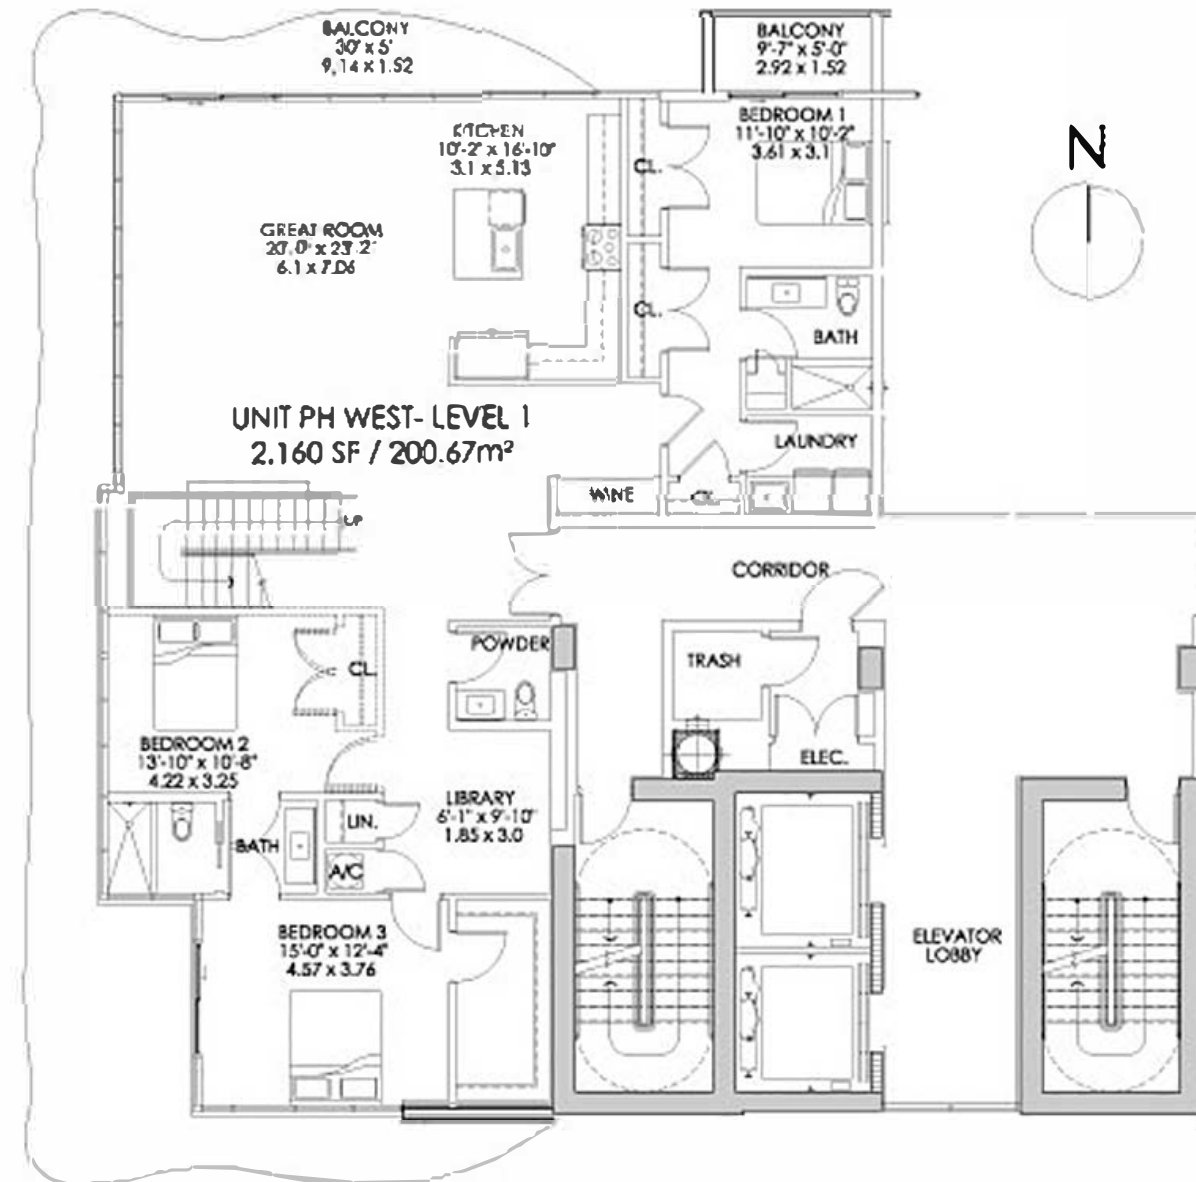 BALCONY
30' x 5'
9.14 x 1.52
BALCONY
9'-7" x 5'-0"
2.92 x 1.52
KITCHEN
10'-2" x 16'-10"
3.1 x 5.13
CL.
BEDROOM 1
11'-10" x 10'-2"
3.61 x 3.1
N
GREAT ROOM
20'.0" x 23'.2"
6.1 x 7.06
CL.
BATH
UNIT PH WEST- LEVEL 1
2.160 SF / 200.67m²
LAUNDRY
WINE
CL.
UP
CORRIDOR
POWDER
TRASH
CL.
BEDROOM 2
13'-10" x 10'-8"
4.22 x 3.25
ELEC.
LIBRARY
6'-1" x 9'-10"
1.85 x 3.0
LIN.
BATH
A/C
BEDROOM 3
15'-0" x 12'-4"
4.57 x 3.76
ELEVATOR
LOBBY